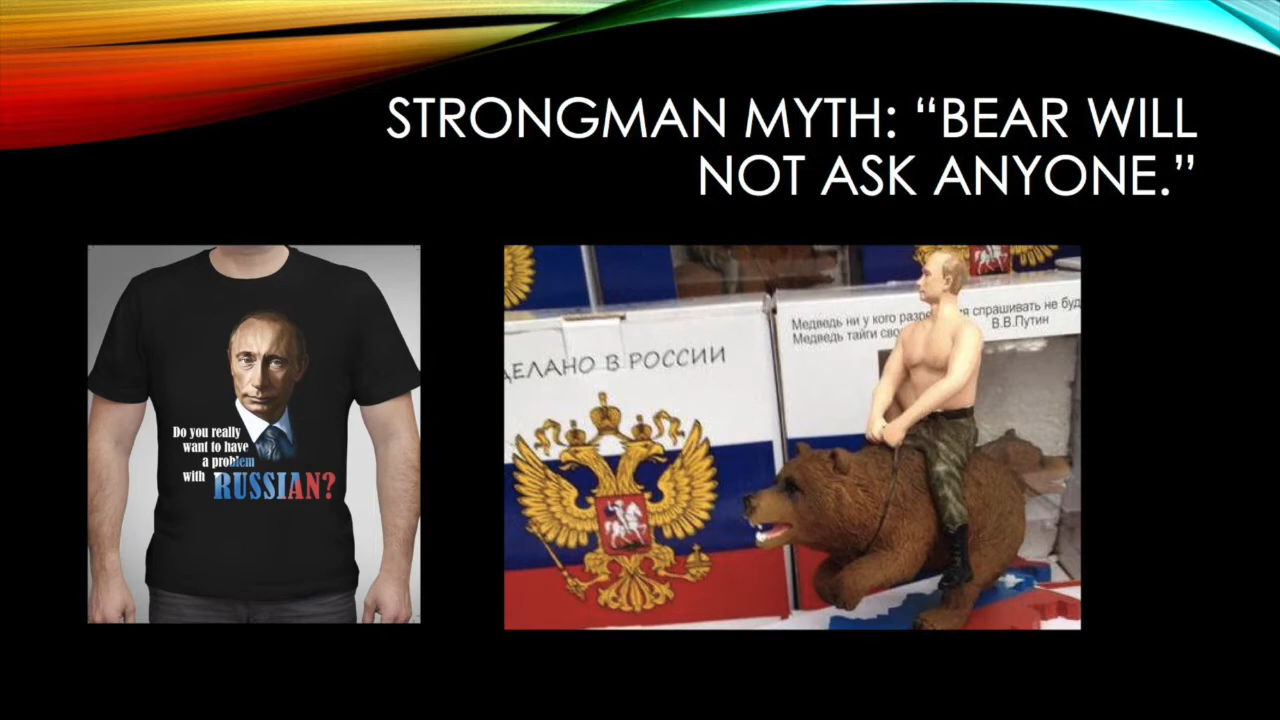 STRONGMAN MYTH: “BEAR WILL
NOT ASK ANYONE.”
Do you really
want to have
a problem
with RUSSIAN?
ДЕЛАНО В РОССИИ
Медведь ни у кого спрашивать не
Медведь тайги
В.В.Путин